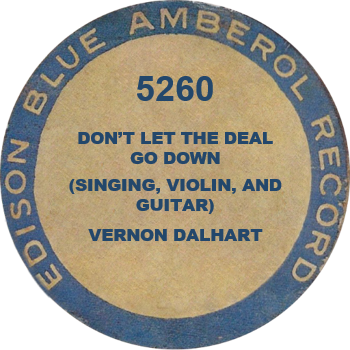 EDISON BLUE AMBEROL RECORD
5260
DON’T LET THE DEAL
GO DOWN
(SINGING, VIOLIN, AND
GUITAR)
VERNON DALHART